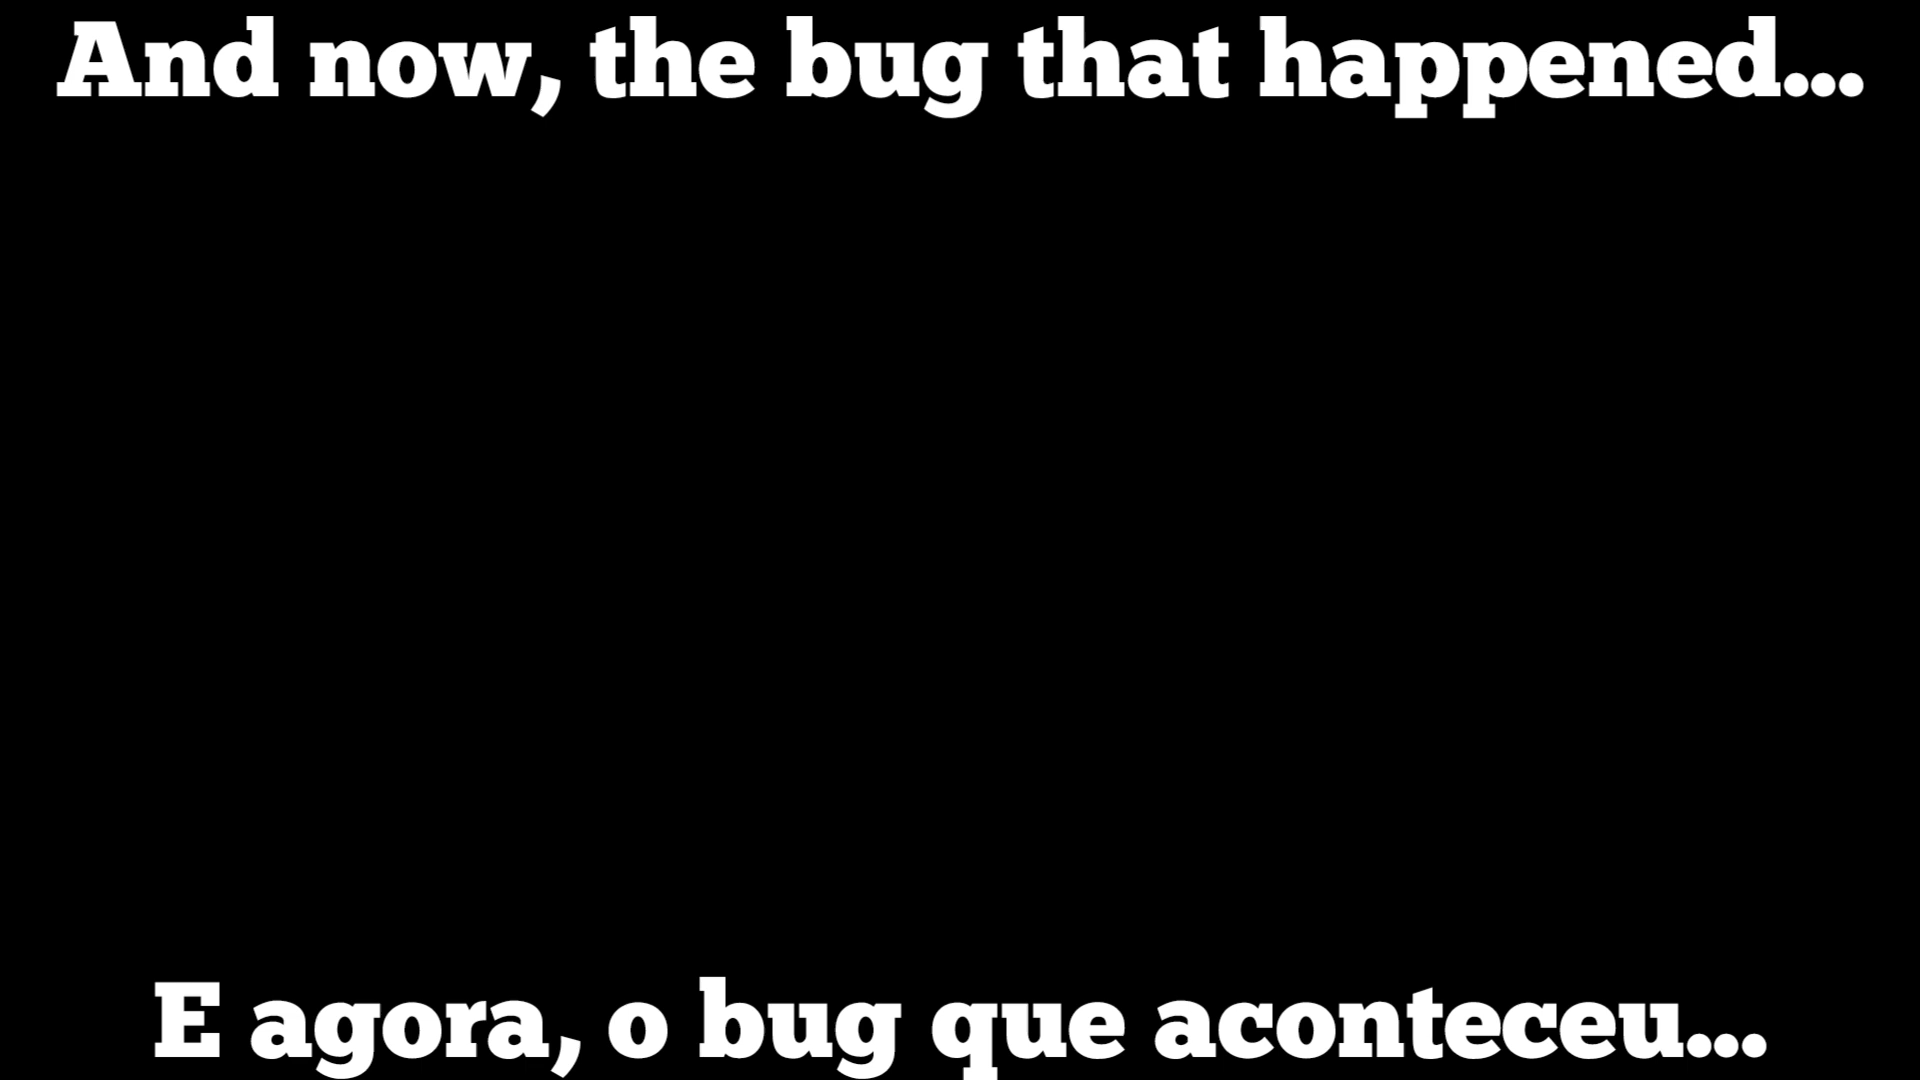 And now, the bug that happened...
E agora, o bug que aconteceu...